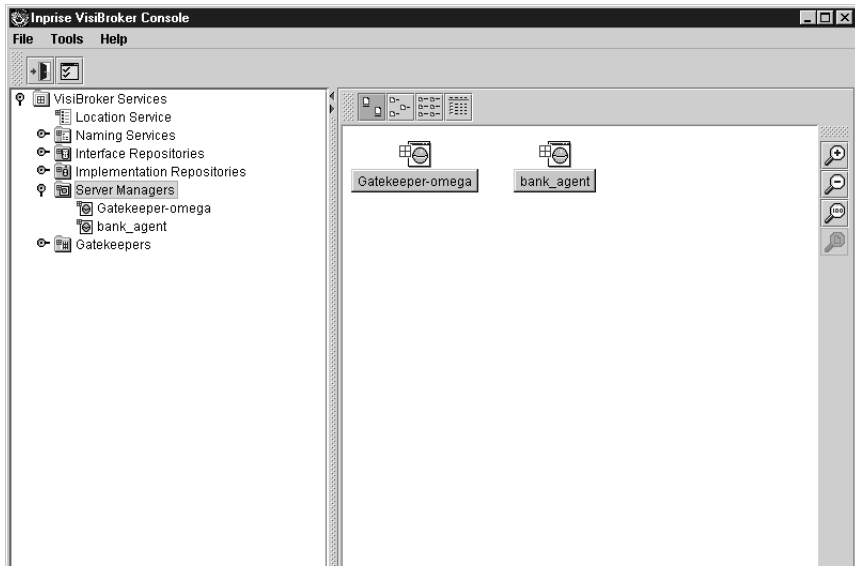 Inprise VisiBroker Console
File Tools Help
VisiBroker Services
Location Service
Naming Services
Interface Repositories
Implementation Repositories
Server Managers
Gatekeeper-omega
bank_agent
Gatekeepers
Gatekeeper-omega bank_agent
100